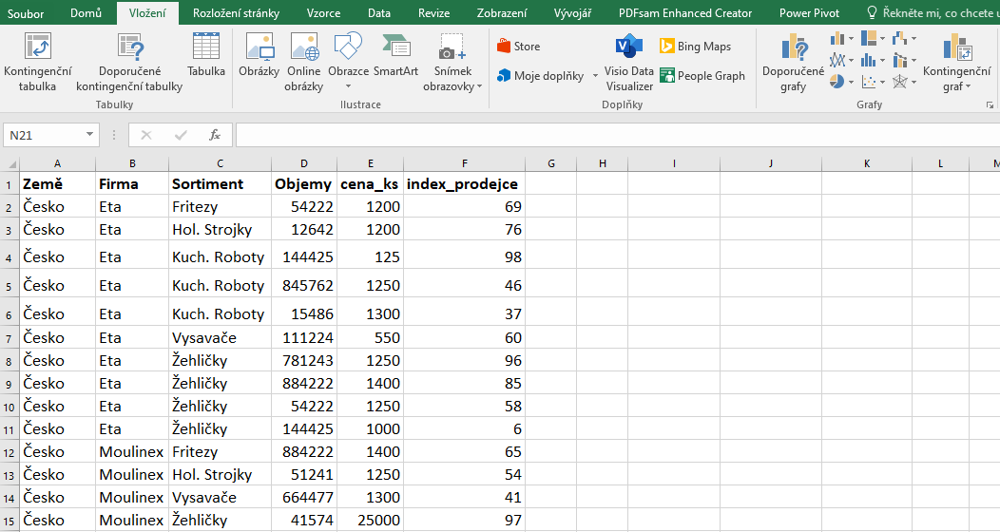 Soubor Domů Vložení Rozložení stránky Vzorce Data Revize Zobrazení Vývojář PDFsam Enhanced Creator Power Pivot Řekněte mi, co chcete
Kontingenční tabulka Doporučené kontingenční tabulky Tabulka Obrázky Online obrázky Obrazce SmartArt Snímek obrazovky Store Moje doplňky Visio Data Visualizer Bing Maps People Graph Doporučené grafy Kontingenční graf
Tabulky Ilustrace Doplňky Grafy
N21 fx
A B C D E F G H I J K L M
1 Země Firma Sortiment Objemy cena_ks index_prodejce
2 Česko Eta Fritezy 54222 1200 69
3 Česko Eta Hol. Strojky 12642 1200 76
4 Česko Eta Kuch. Roboty 144425 125 98
5 Česko Eta Kuch. Roboty 845762 1250 46
6 Česko Eta Kuch. Roboty 15486 1300 37
7 Česko Eta Vysavače 111224 550 60
8 Česko Eta Žehličky 781243 1250 96
9 Česko Eta Žehličky 884222 1400 85
10 Česko Eta Žehličky 54222 1250 58
11 Česko Eta Žehličky 144425 1000 6
12 Česko Moulinex Fritezy 884222 1400 65
13 Česko Moulinex Hol. Strojky 51241 1250 54
14 Česko Moulinex Vysavače 664477 1300 41
15 Česko Moulinex Žehličky 41574 25000 97